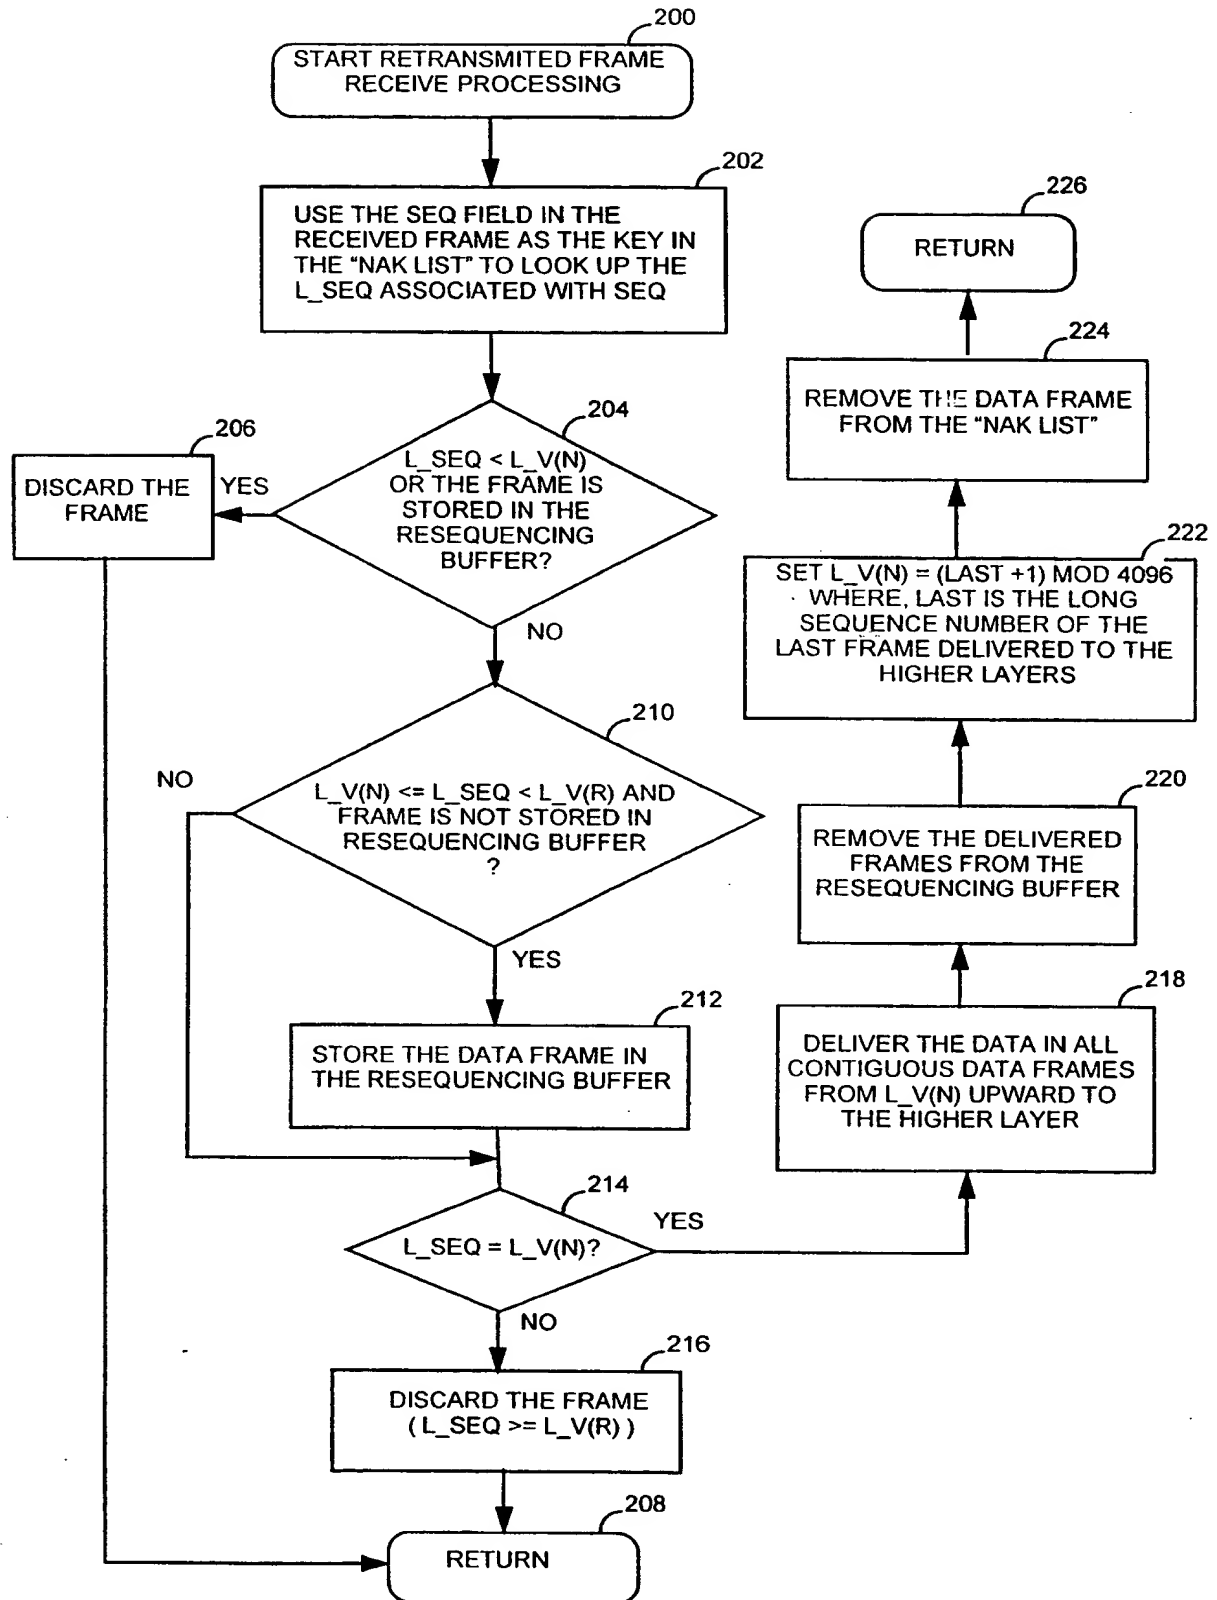 200
START RETRANSMITED FRAME
RECEIVE PROCESSING
202
USE THE SEQ FIELD IN THE
RECEIVED FRAME AS THE KEY IN
THE "NAK LIST" TO LOOK UP THE
L_SEQ ASSOCIATED WITH SEQ
204
L_SEQ < L_V(N)
OR THE FRAME IS
STORED IN THE
RESEQUENCING
BUFFER?
YES
206
DISCARD THE
FRAME
NO
210
L_V(N) <= L_SEQ < L_V(R) AND
FRAME IS NOT STORED IN
RESEQUENCING BUFFER
?
NO
YES
212
STORE THE DATA FRAME IN
THE RESEQUENCING BUFFER
214
L_SEQ = L_V(N)?
YES
NO
216
DISCARD THE FRAME
( L_SEQ >= L_V(R) )
208
RETURN
218
DELIVER THE DATA IN ALL
CONTIGUOUS DATA FRAMES
FROM L_V(N) UPWARD TO
THE HIGHER LAYER
220
REMOVE THE DELIVERED
FRAMES FROM THE
RESEQUENCING BUFFER
222
SET L_V(N) = (LAST +1) MOD 4096
WHERE, LAST IS THE LONG
SEQUENCE NUMBER OF THE
LAST FRAME DELIVERED TO THE
HIGHER LAYERS
224
REMOVE THE DATA FRAME
FROM THE "NAK LIST"
226
RETURN